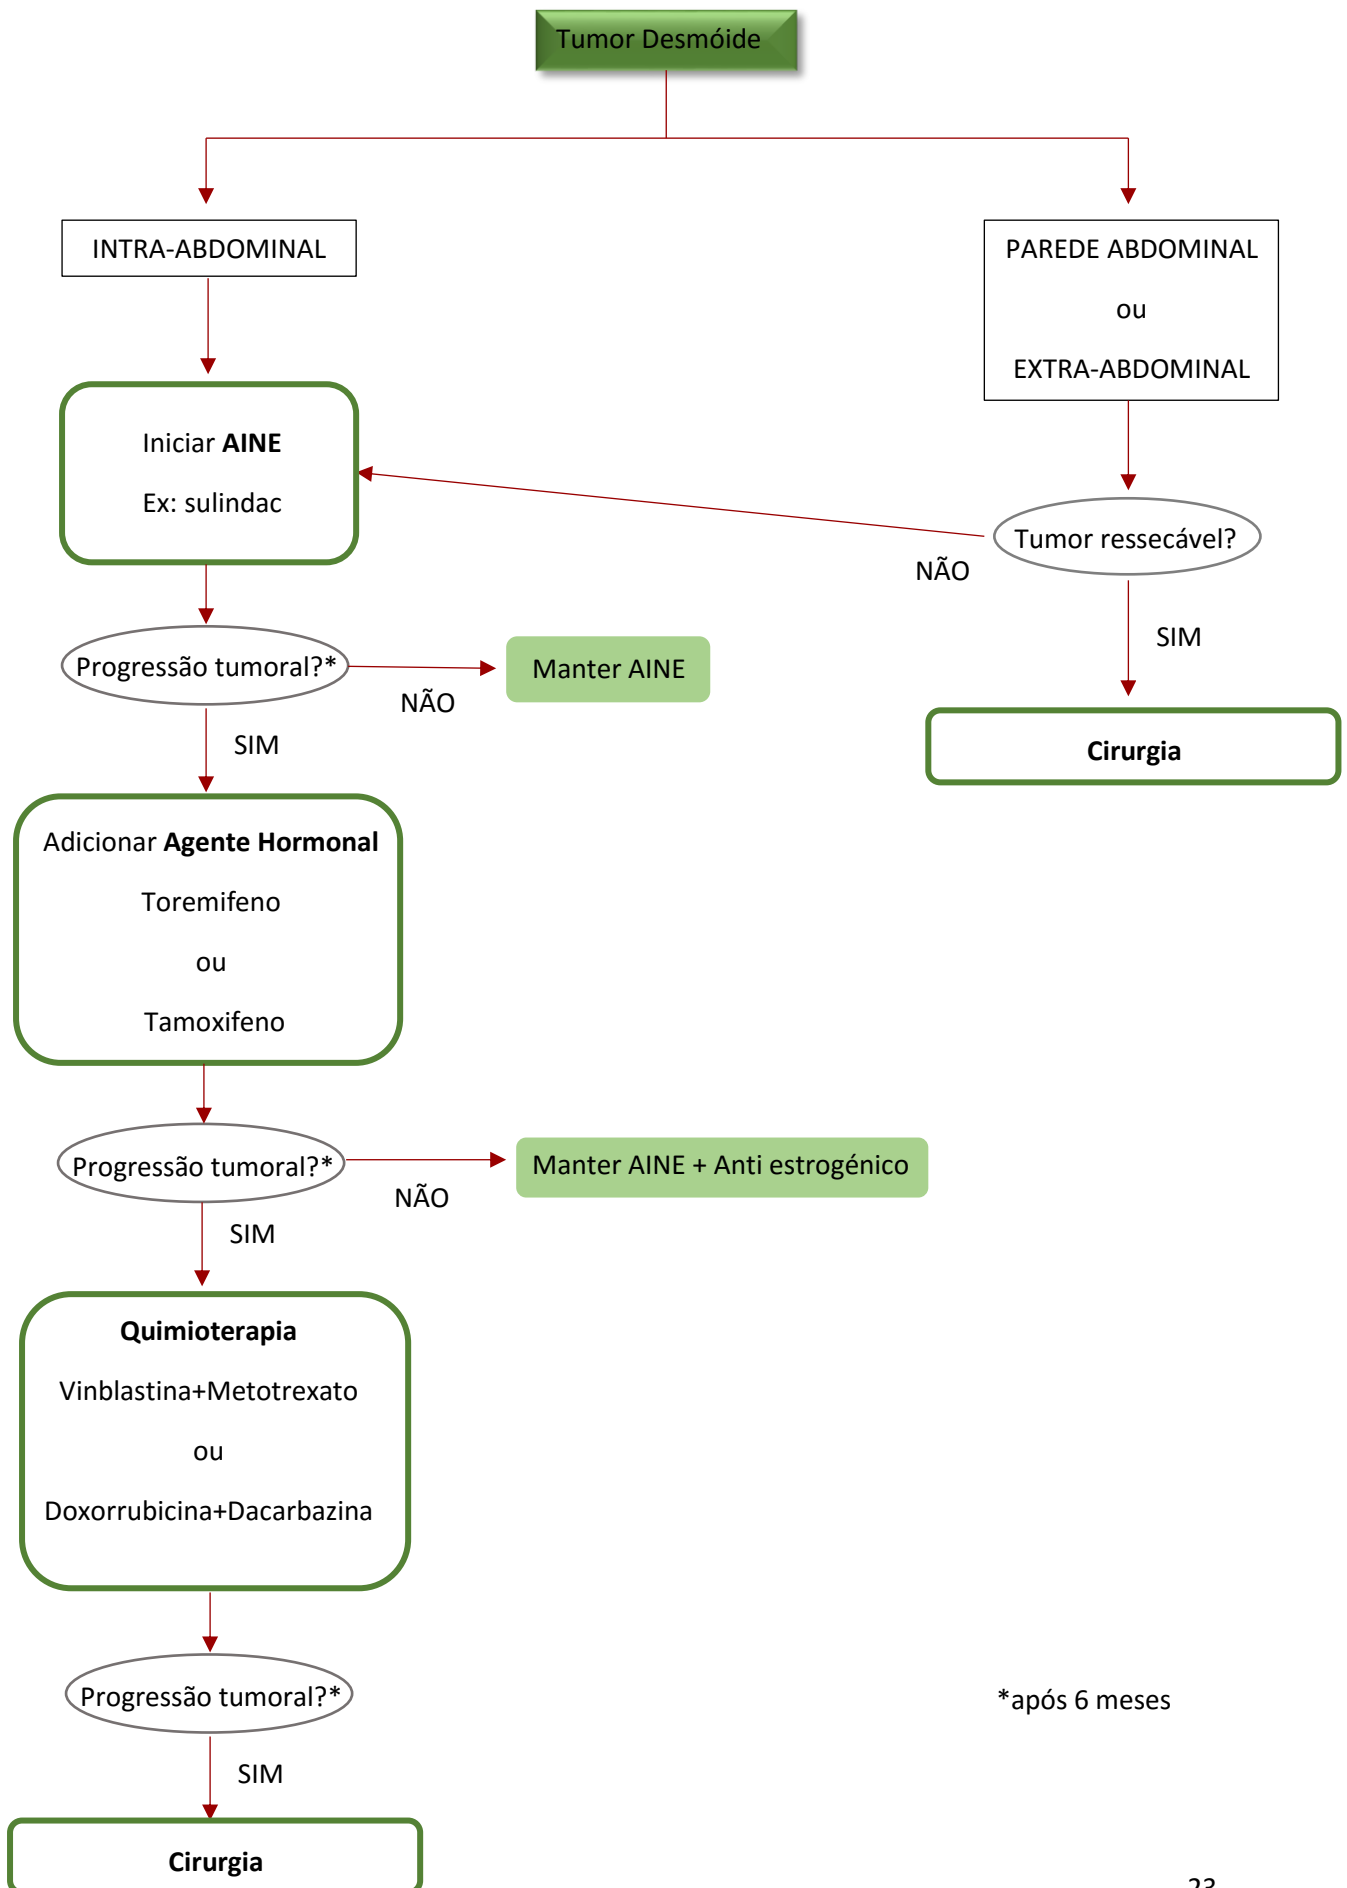 Tumor Desmóide
INTRA-ABDOMINAL
PAREDE ABDOMINAL
ou
EXTRA-ABDOMINAL
Iniciar AINE
Ex: sulindac
Tumor ressecável?
NÃO
SIM
Progressão tumoral?*
NÃO
Manter AINE
SIM
Cirurgia
Adicionar Agente Hormonal
Toremifeno
ou
Tamoxifeno
Progressão tumoral?*
NÃO
Manter AINE + Anti estrogénico
SIM
Quimioterapia
Vinblastina+Metotrexato
ou
Doxorrubicina+Dacarbazina
Progressão tumoral?*
*após 6 meses
SIM
Cirurgia
23